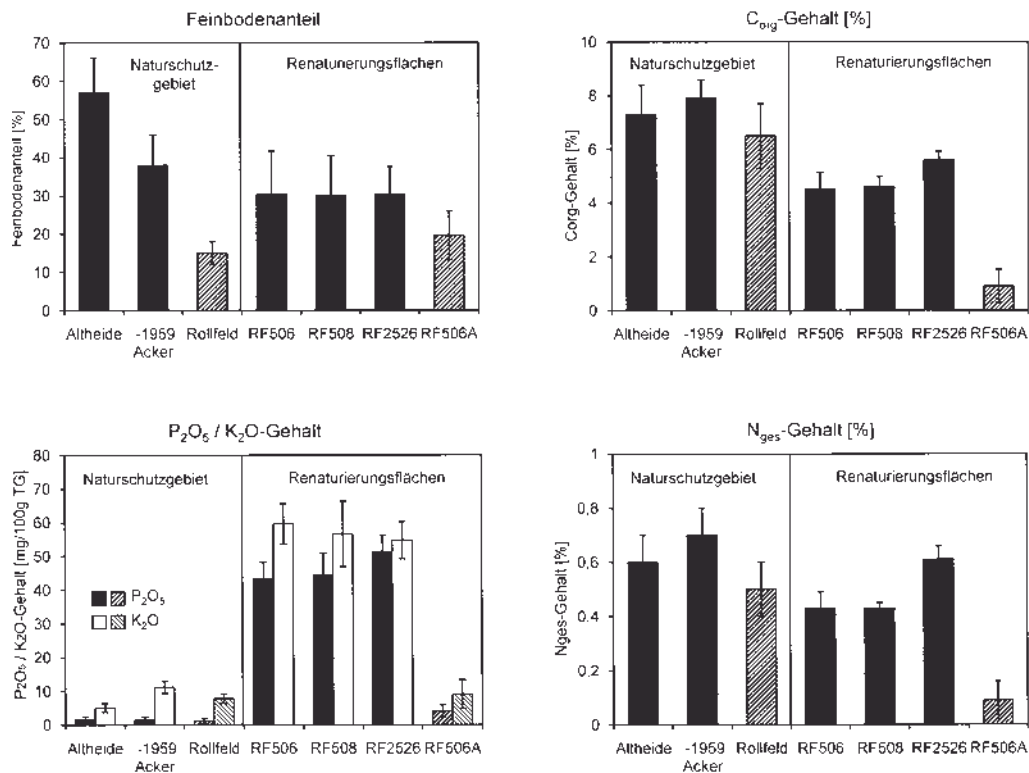 Feinbodenanteil
Feinbodenanteil [%]
70
60
50
40
30
20
10
0
Naturschutz-
gebiet
Renaturierungsflächen
Altheide
-1959
Acker
Rollfeld
RF506
RF508
RF2526
RF506A
Corg-Gehalt [%]
Corg-Gehalt [%]
10
8
6
4
2
0
Naturschutzgebiet
Renaturierungsflächen
Altheide
-1959
Acker
Rollfeld
RF506
RF508
RF2526
RF506A
P₂O₅ / K₂O-Gehalt
P₂O₅ / K₂O-Gehalt [mg/100g TG]
80
70
60
50
40
30
20
10
0
Naturschutzgebiet
Renaturierungsflächen
P₂O₅
K₂O
Altheide
-1959
Acker
Rollfeld
RF506
RF508
RF2526
RF506A
Nges-Gehalt [%]
Nges-Gehalt [%]
1
0,8
0,6
0,4
0,2
0
Naturschutzgebiet
Renaturierungsflächen
Altheide
-1959
Acker
Rollfeld
RF506
RF508
RF2526
RF506A